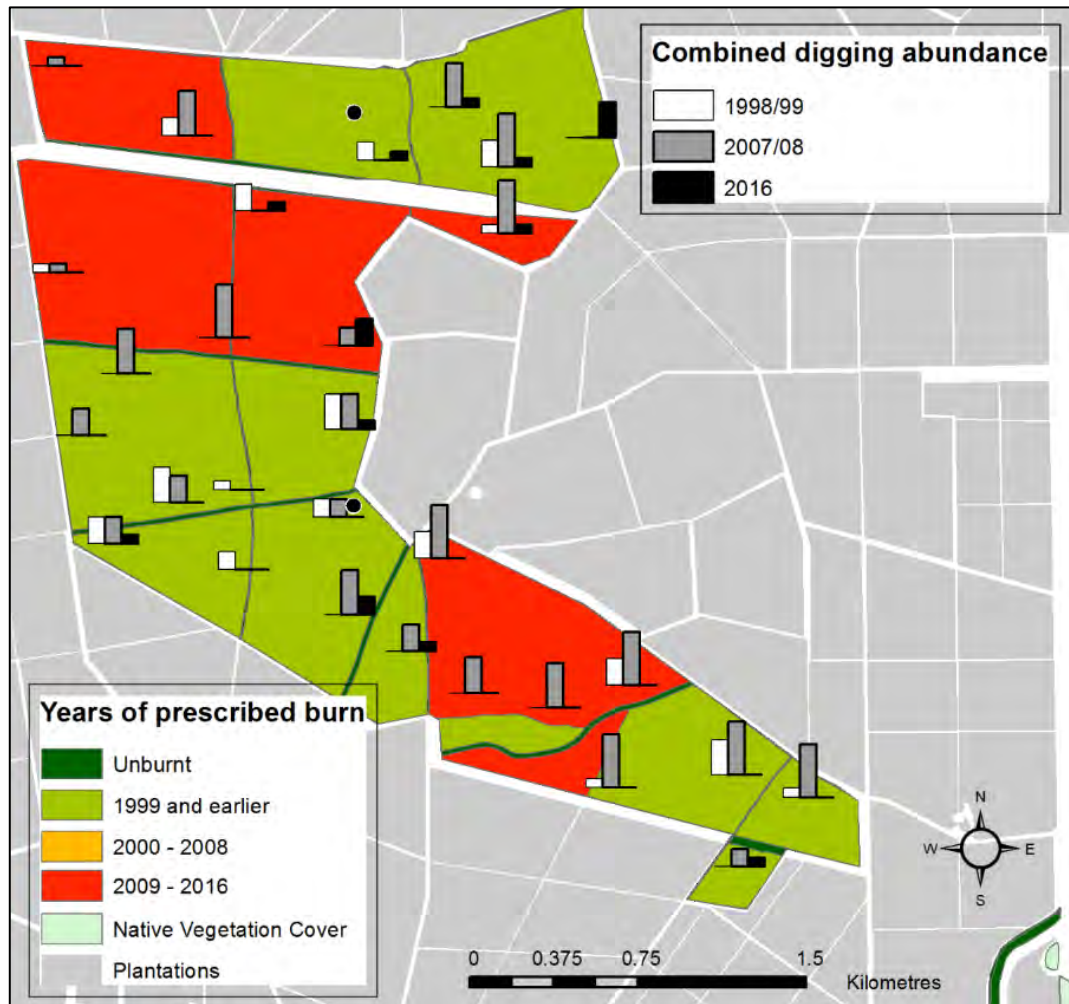 Combined digging abundance
1998/99
2007/08
2016
Years of prescribed burn
Unburnt
1999 and earlier
2000 - 2008
2009 - 2016
Native Vegetation Cover
Plantations
N
W E
S
0 0.375 0.75 1.5
Kilometres